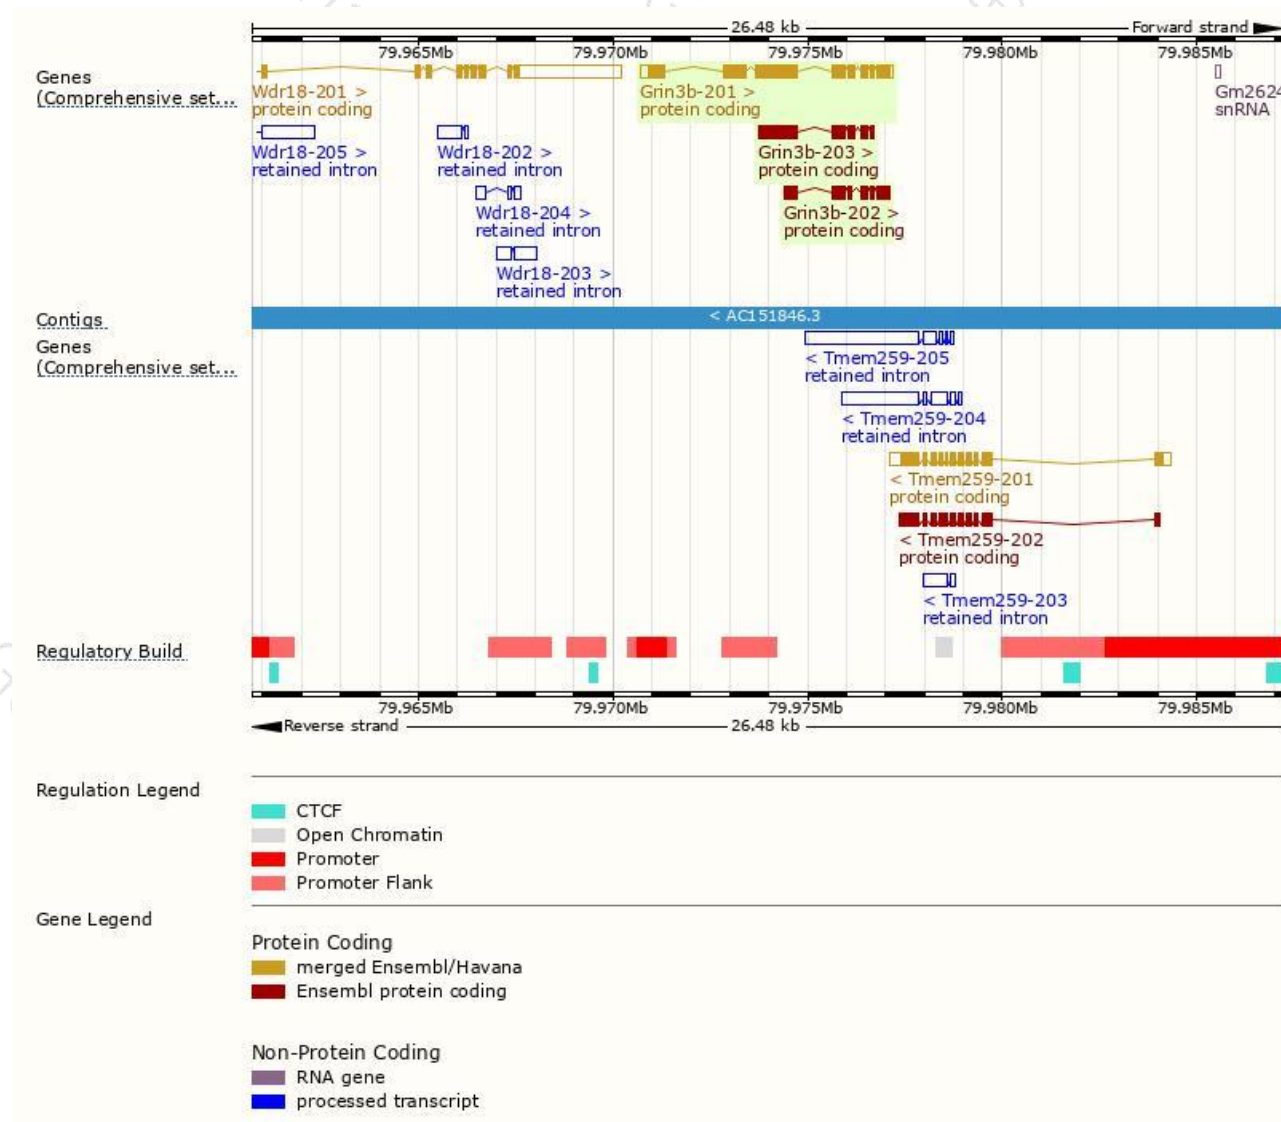 26.48 kb Forward strand
79.965Mb 79.970Mb 79.975Mb 79.980Mb 79.985Mb
Genes
(Comprehensive set...
Wdr18-201 >
protein coding
Grin3b-201 >
protein coding
Gm2624
snRNA
Wdr18-205 >
retained intron
Wdr18-202 >
retained intron
Grin3b-203 >
protein coding
Wdr18-204 >
retained intron
Grin3b-202 >
protein coding
Wdr18-203 >
retained intron
Contigs
< AC151846.3
Genes
(Comprehensive set...
< Tmem259-205
retained intron
< Tmem259-204
retained intron
< Tmem259-201
protein coding
< Tmem259-202
protein coding
< Tmem259-203
retained intron
Regulatory Build
79.965Mb 79.970Mb 79.975Mb 79.980Mb 79.985Mb
Reverse strand 26.48 kb
Regulation Legend
CTCF
Open Chromatin
Promoter
Promoter Flank
Gene Legend
Protein Coding
merged Ensembl/Havana
Ensembl protein coding
Non-Protein Coding
RNA gene
processed transcript